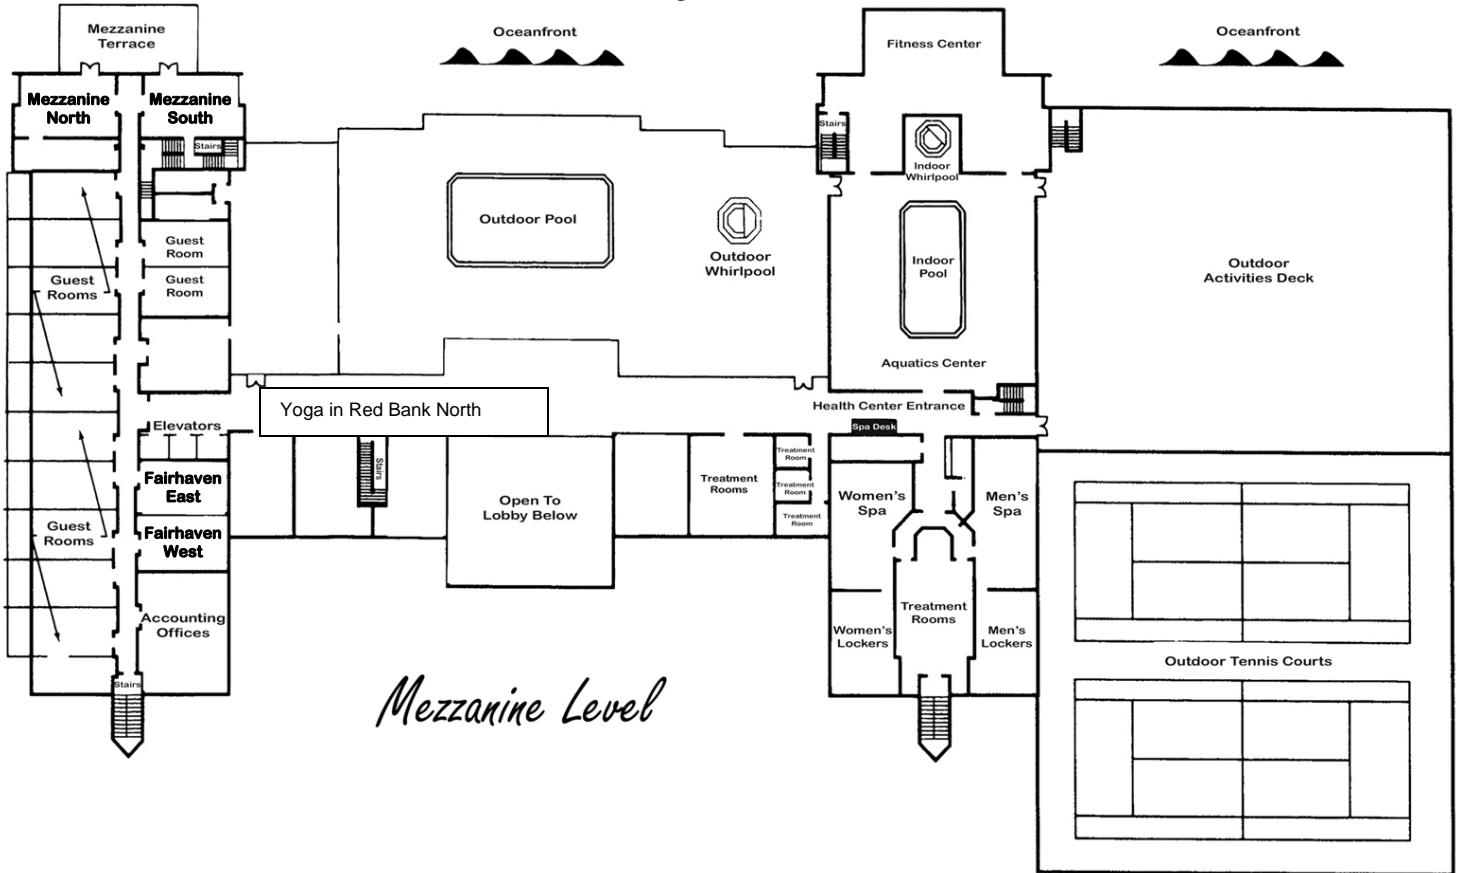 Mezzanine
Terrace
Oceanfront
Fitness Center
Oceanfront
Mezzanine
North
Mezzanine
South
Stairs
Stairs
Indoor
Whirlpool
Outdoor Pool
Outdoor
Whirlpool
Indoor
Pool
Outdoor
Activities Deck
Guest
Room
Guest
Room
Guest
Rooms
Aquatics Center
Yoga in Red Bank North
Health Center Entrance
Spa Desk
Elevators
Fairhaven
East
Fairhaven
West
Guest
Rooms
Stairs
Open To
Lobby Below
Treatment
Rooms
Treatment
Room
Treatment
Room
Treatment
Room
Women's
Spa
Men's
Spa
Accounting
Offices
Treatment
Rooms
Women's
Lockers
Men's
Lockers
Outdoor Tennis Courts
Stairs
Mezzanine Level